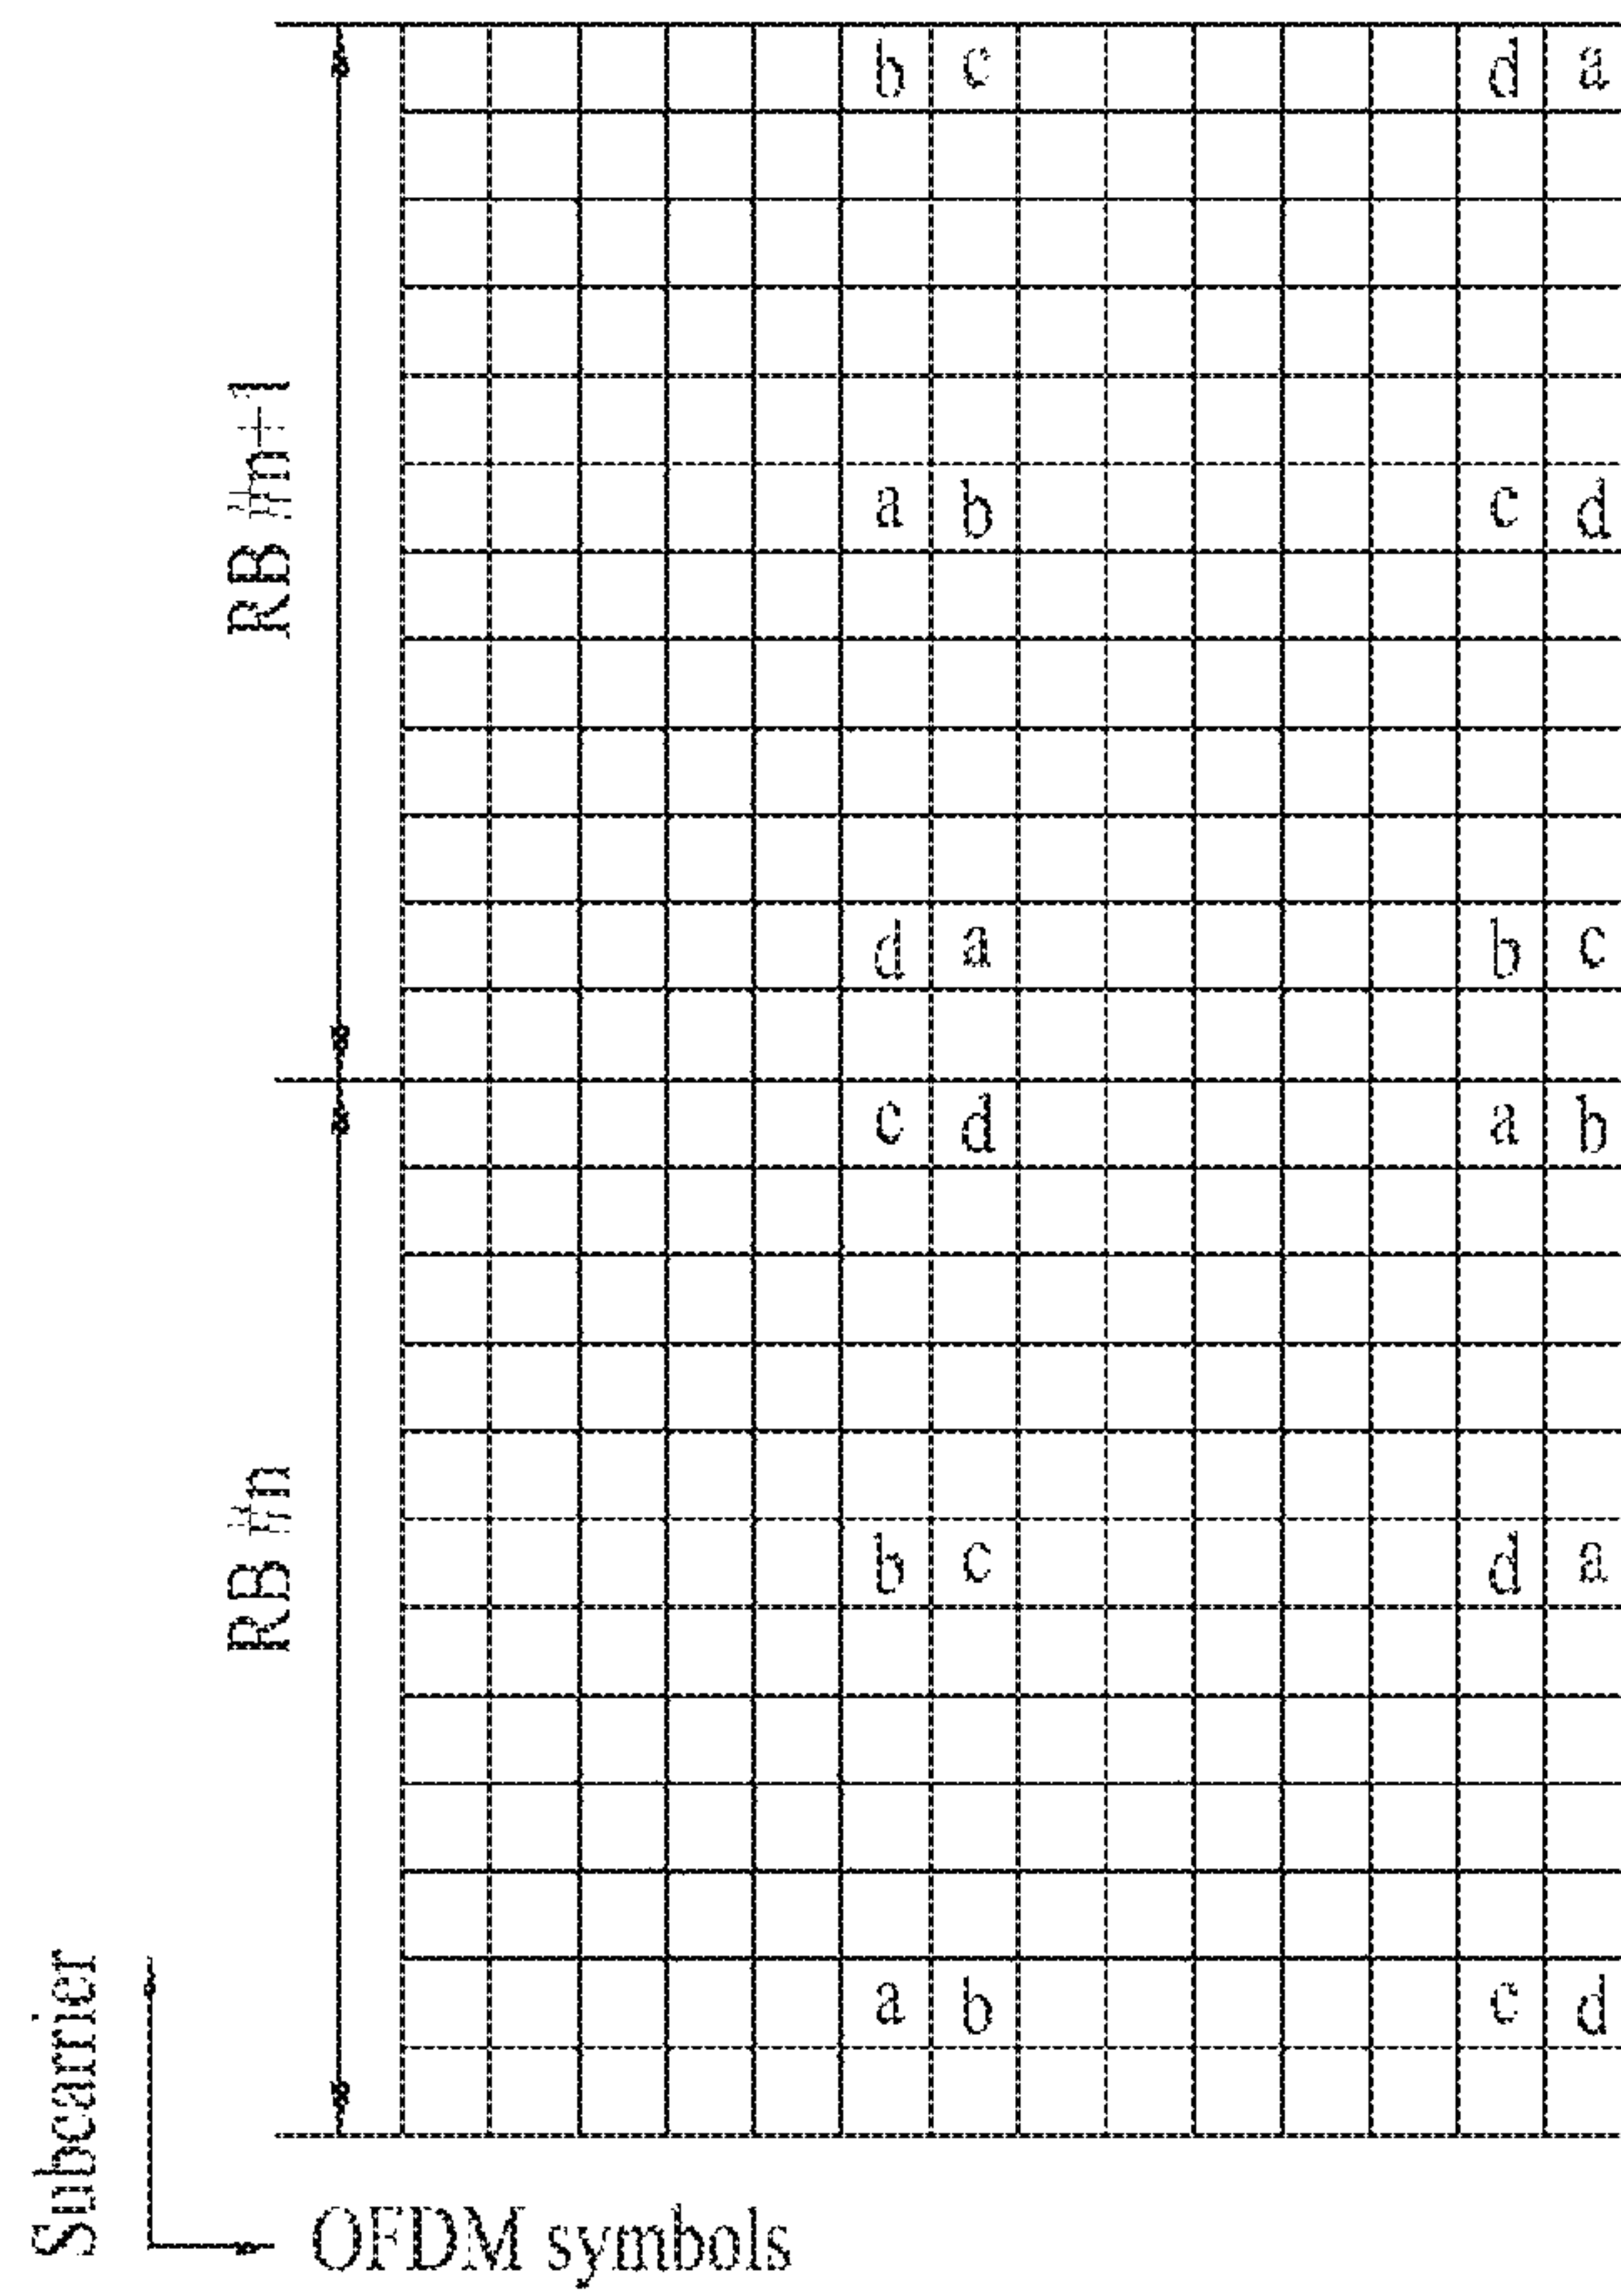 b c d a
RB #n+1
a b c d
d a b c
c d a b
RB #n
b c d a
a b c d
Subcarrier
OFDM symbols